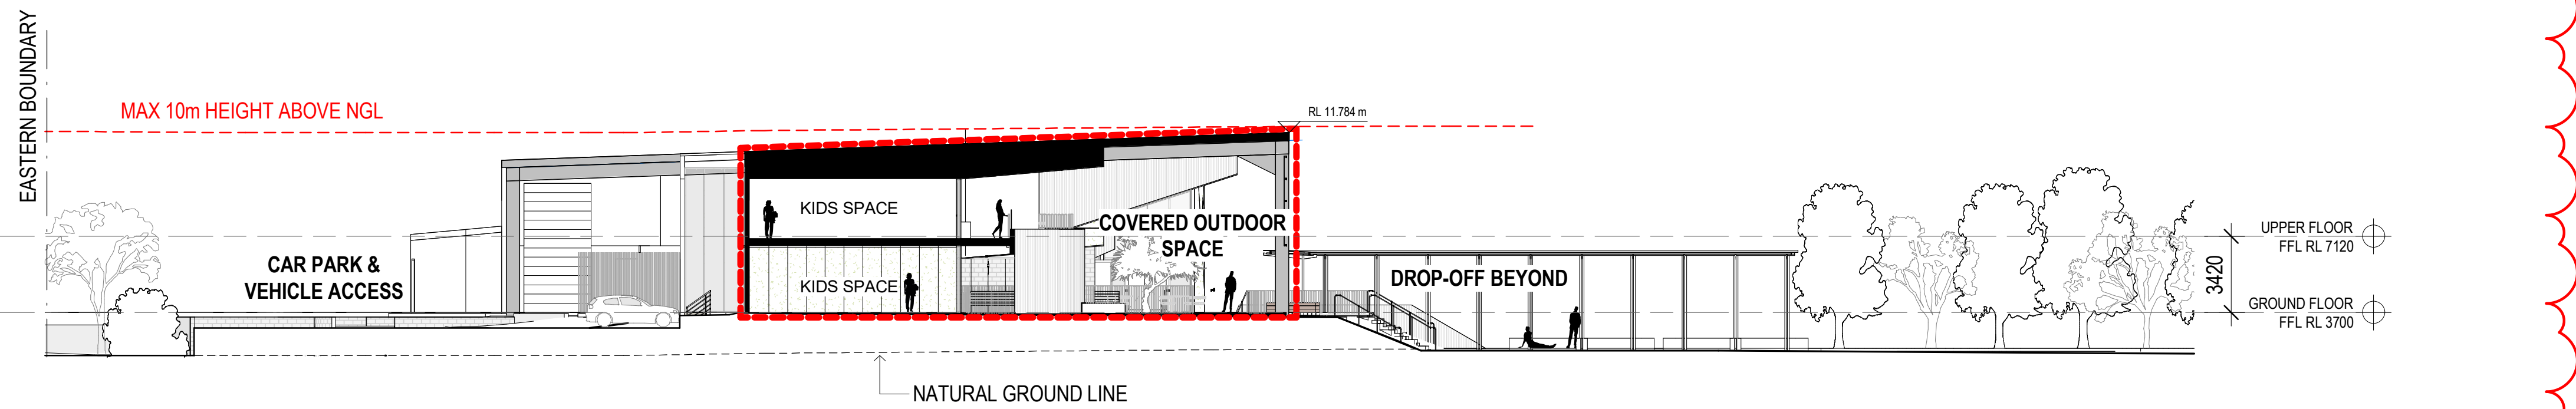 EASTERN BOUNDARY
MAX 10m HEIGHT ABOVE NGL
RL 11.784 m
KIDS SPACE
COVERED OUTDOOR
SPACE
CAR PARK &
VEHICLE ACCESS
KIDS SPACE
DROP-OFF BEYOND
UPPER FLOOR
FFL RL 7120
3420
GROUND FLOOR
FFL RL 3700
NATURAL GROUND LINE